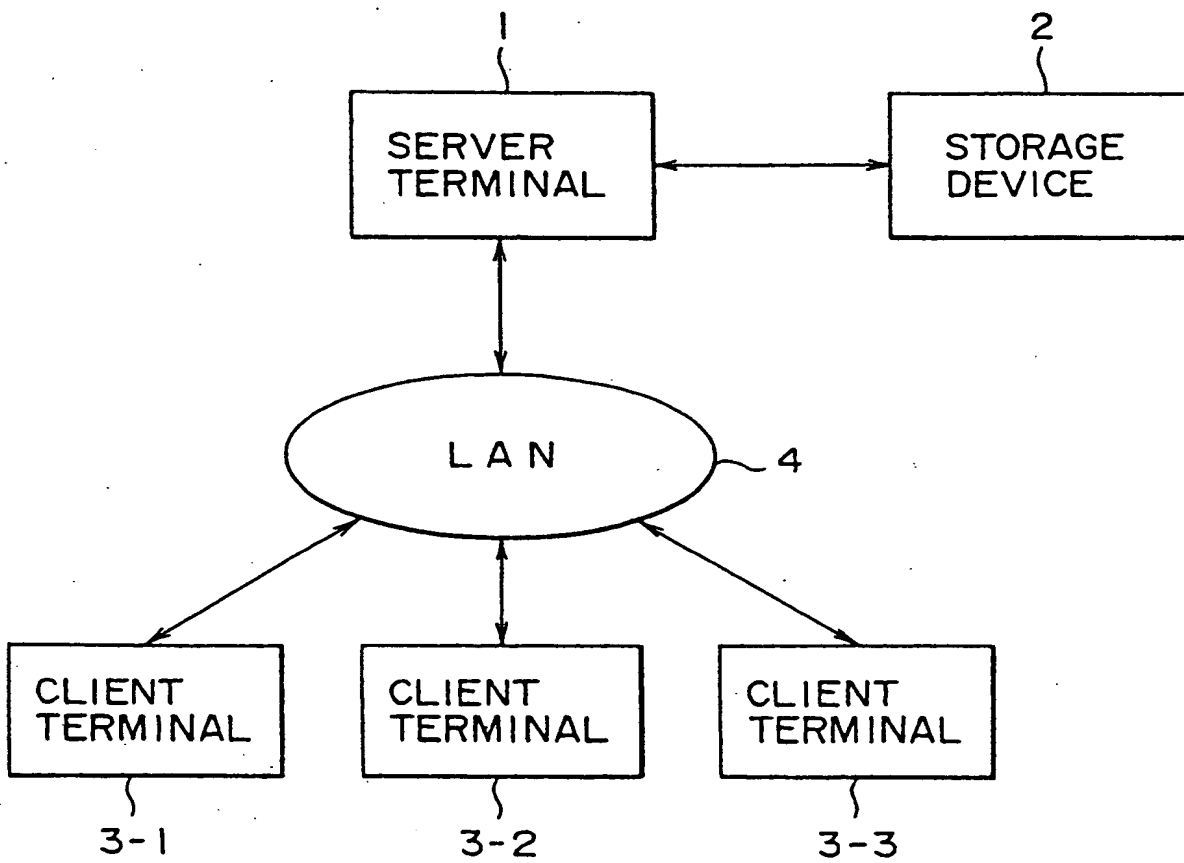 1
2
SERVER
TERMINAL
STORAGE
DEVICE
LAN
4
CLIENT
TERMINAL
CLIENT
TERMINAL
CLIENT
TERMINAL
3-1
3-2
3-3